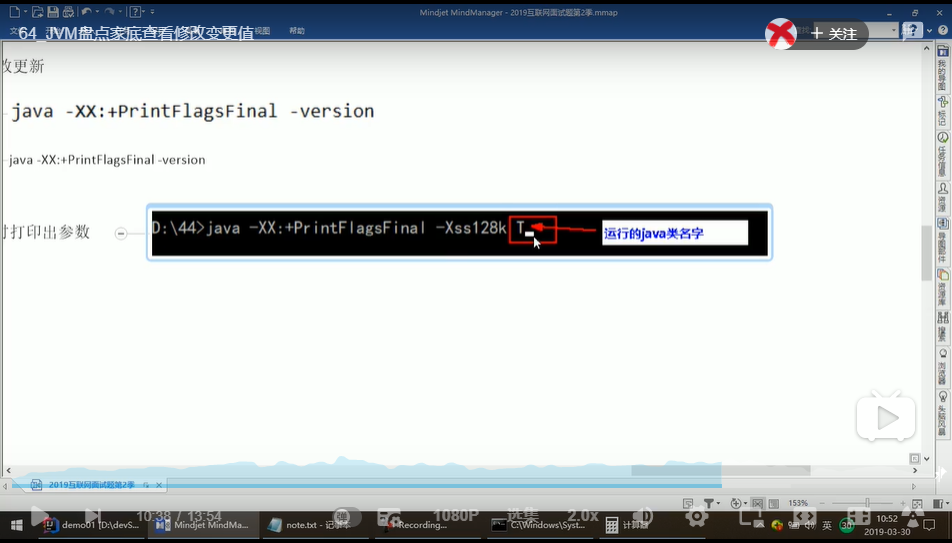 Mindjet MindManager - 2019互联网面试题第2季.mmap
64_JVM盘点家底查看修改变更值
视图
帮助
+ 关注
改更新
java -XX:+PrintFlagsFinal -version
java -XX:+PrintFlagsFinal -version
时打印出参数
D:\44>java -XX:+PrintFlagsFinal -Xss128k T
运行的java类名字
我的导图
标记
任务信息
资源
导图部件
资源库
搜索
浏览器
头脑风暴
2019互联网面试题第2季
153%
10:38 / 13:54
1080P
选集
2.0x
demo01 [D:\devS...
Mindjet MindMa...
note.txt - 记事本
Recording...
C:\Windows\Syst...
计算器
英
30
10:52
2019-03-30